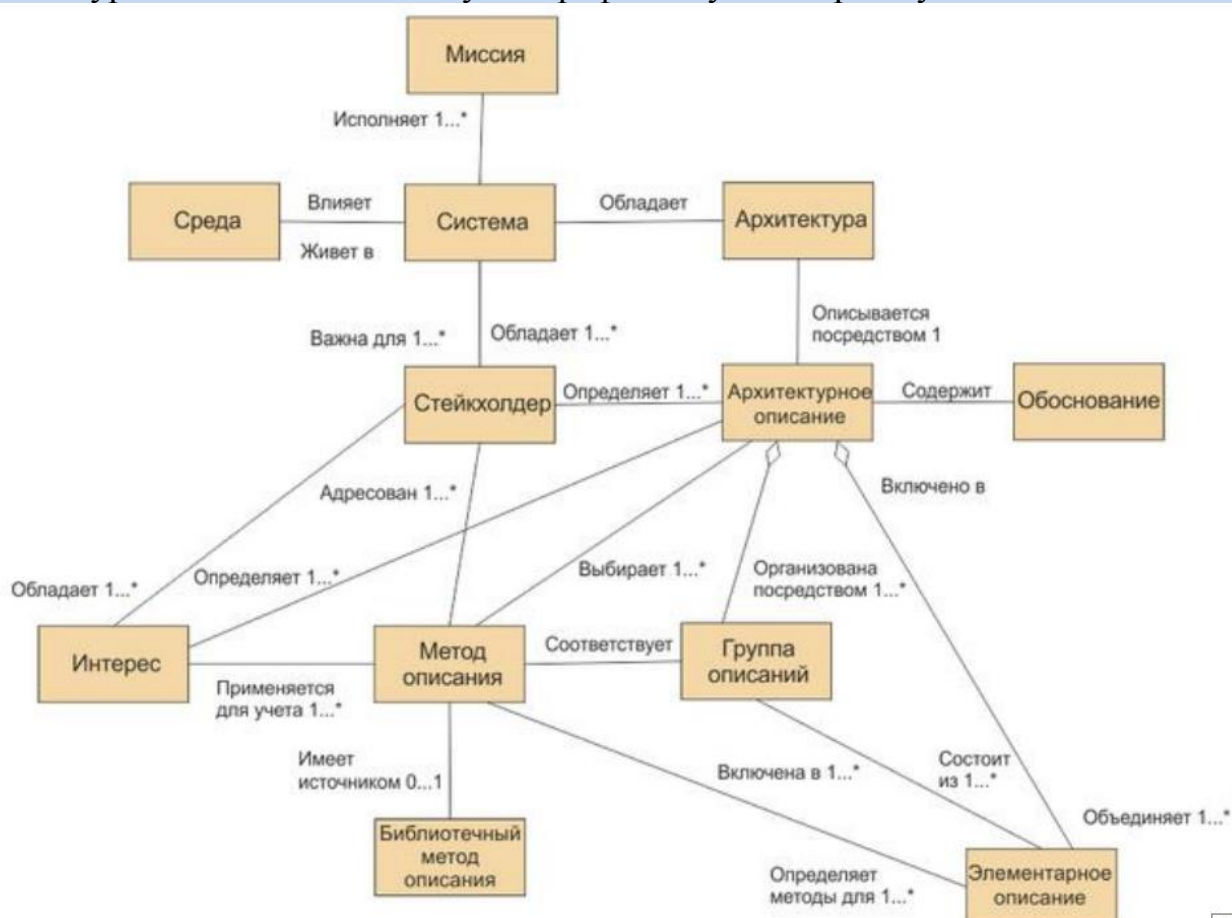 Миссия
Исполняет 1...*
Среда
Влияет
Живет в
Система
Обладает
Архитектура
Важна для 1...*
Обладает 1...*
Описывается
посредством 1
Стейкхолдер
Определяет 1...*
Архитектурное
описание
Содержит
Обоснование
Адресован 1...*
Включено в
Обладает 1...*
Определяет 1...*
Выбирает 1...*
Организована
посредством 1...*
Интерес
Применяется
для учета 1...*
Метод
описания
Соответствует
Группа
описаний
Имеет
источником 0...1
Включена в 1...*
Состоит
из 1...*
Объединяет 1...*
Библиотечный
метод
описания
Определяет
методы для 1...*
Элементарное
описание